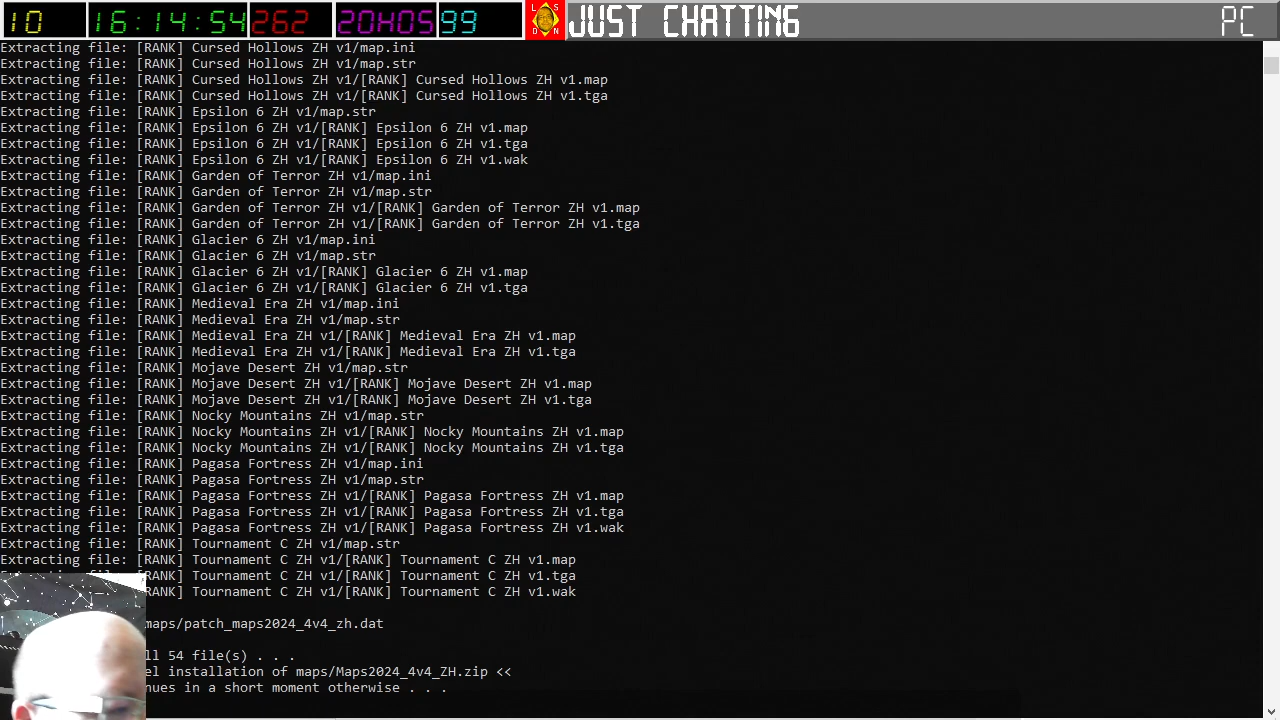 10 16:14:54 262 20H05 99 S D N JUST CHATTING PC
Extracting file: [RANK] Cursed Hollows ZH v1/map.ini
Extracting file: [RANK] Cursed Hollows ZH v1/map.str
Extracting file: [RANK] Cursed Hollows ZH v1/[RANK] Cursed Hollows ZH v1.map
Extracting file: [RANK] Cursed Hollows ZH v1/[RANK] Cursed Hollows ZH v1.tga
Extracting file: [RANK] Epsilon 6 ZH v1/map.str
Extracting file: [RANK] Epsilon 6 ZH v1/[RANK] Epsilon 6 ZH v1.map
Extracting file: [RANK] Epsilon 6 ZH v1/[RANK] Epsilon 6 ZH v1.tga
Extracting file: [RANK] Epsilon 6 ZH v1/[RANK] Epsilon 6 ZH v1.wak
Extracting file: [RANK] Garden of Terror ZH v1/map.ini
Extracting file: [RANK] Garden of Terror ZH v1/map.str
Extracting file: [RANK] Garden of Terror ZH v1/[RANK] Garden of Terror ZH v1.map
Extracting file: [RANK] Garden of Terror ZH v1/[RANK] Garden of Terror ZH v1.tga
Extracting file: [RANK] Glacier 6 ZH v1/map.ini
Extracting file: [RANK] Glacier 6 ZH v1/map.str
Extracting file: [RANK] Glacier 6 ZH v1/[RANK] Glacier 6 ZH v1.map
Extracting file: [RANK] Glacier 6 ZH v1/[RANK] Glacier 6 ZH v1.tga
Extracting file: [RANK] Medieval Era ZH v1/map.ini
Extracting file: [RANK] Medieval Era ZH v1/map.str
Extracting file: [RANK] Medieval Era ZH v1/[RANK] Medieval Era ZH v1.map
Extracting file: [RANK] Medieval Era ZH v1/[RANK] Medieval Era ZH v1.tga
Extracting file: [RANK] Mojave Desert ZH v1/map.str
Extracting file: [RANK] Mojave Desert ZH v1/[RANK] Mojave Desert ZH v1.map
Extracting file: [RANK] Mojave Desert ZH v1/[RANK] Mojave Desert ZH v1.tga
Extracting file: [RANK] Nocky Mountains ZH v1/map.str
Extracting file: [RANK] Nocky Mountains ZH v1/[RANK] Nocky Mountains ZH v1.map
Extracting file: [RANK] Nocky Mountains ZH v1/[RANK] Nocky Mountains ZH v1.tga
Extracting file: [RANK] Pagasa Fortress ZH v1/map.ini
Extracting file: [RANK] Pagasa Fortress ZH v1/map.str
Extracting file: [RANK] Pagasa Fortress ZH v1/[RANK] Pagasa Fortress ZH v1.map
Extracting file: [RANK] Pagasa Fortress ZH v1/[RANK] Pagasa Fortress ZH v1.tga
Extracting file: [RANK] Pagasa Fortress ZH v1/[RANK] Pagasa Fortress ZH v1.wak
Extracting file: [RANK] Tournament C ZH v1/map.str
Extracting file: [RANK] Tournament C ZH v1/[RANK] Tournament C ZH v1.map
RANK] Tournament C ZH v1/[RANK] Tournament C ZH v1.tga
RANK] Tournament C ZH v1/[RANK] Tournament C ZH v1.wak
maps/patch_maps2024_4v4_zh.dat
ll 54 file(s) . . .
el installation of maps/Maps2024_4v4_ZH.zip <<
nues in a short moment otherwise . . .